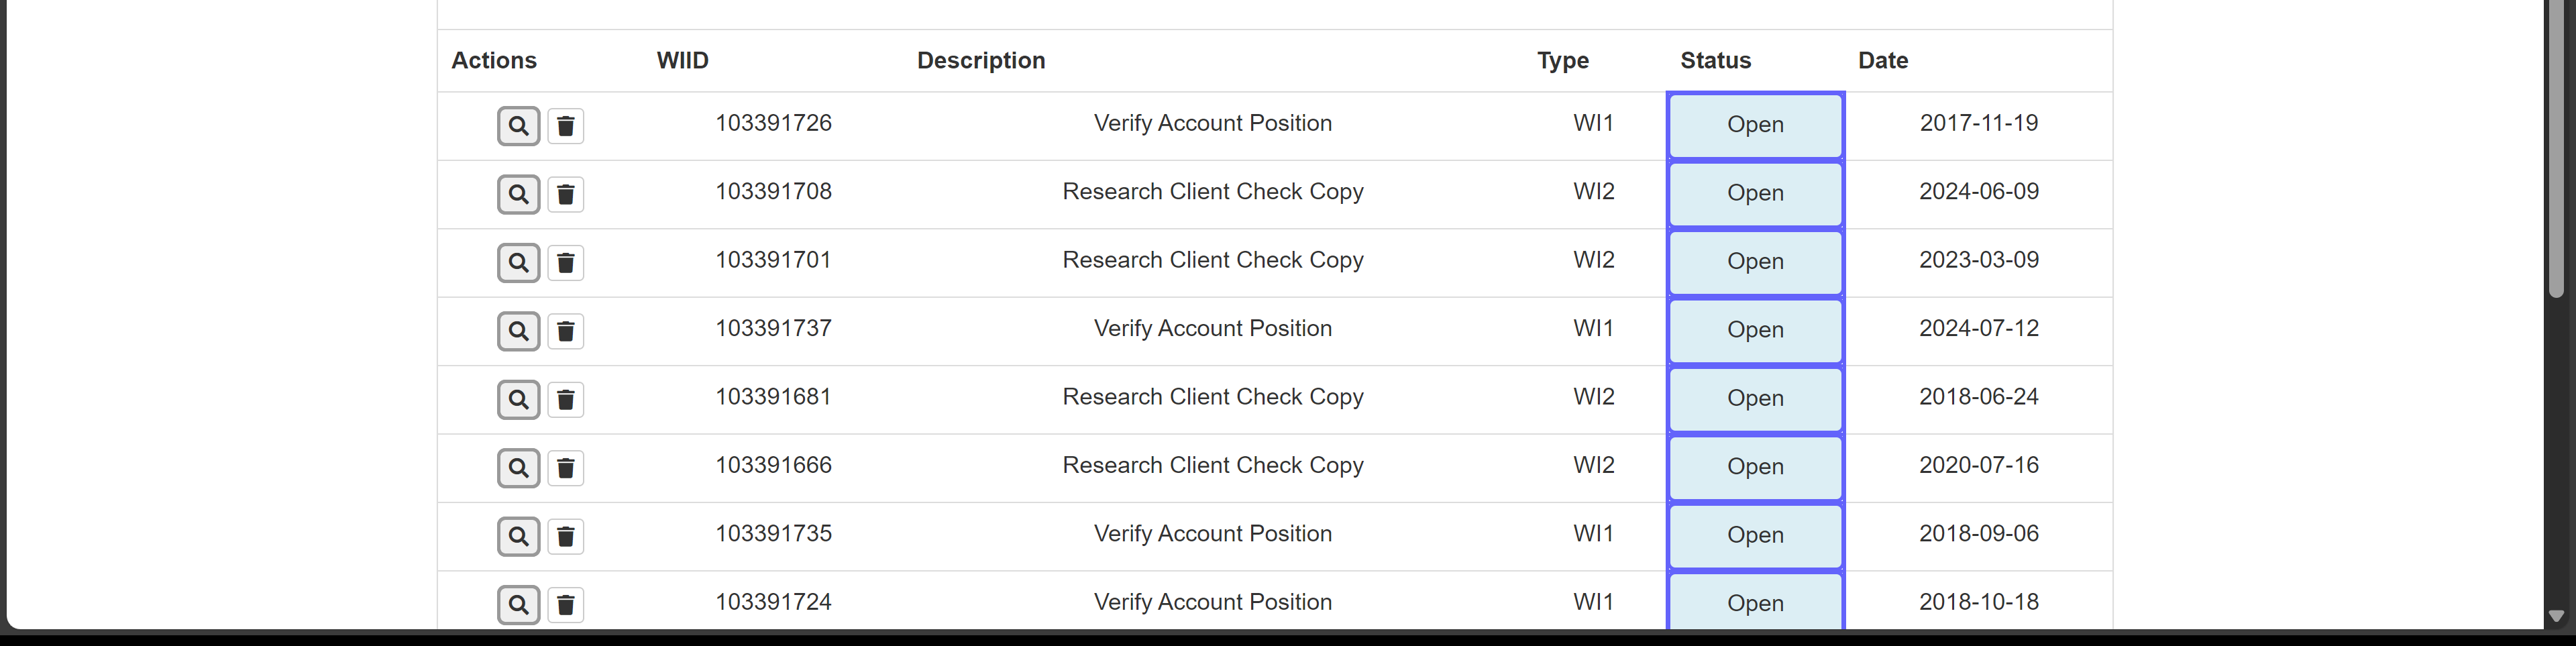 Actions WIID Description Type Status Date
103391726 Verify Account Position WI1 Open 2017-11-19
103391708 Research Client Check Copy WI2 Open 2024-06-09
103391701 Research Client Check Copy WI2 Open 2023-03-09
103391737 Verify Account Position WI1 Open 2024-07-12
103391681 Research Client Check Copy WI2 Open 2018-06-24
103391666 Research Client Check Copy WI2 Open 2020-07-16
103391735 Verify Account Position WI1 Open 2018-09-06
103391724 Verify Account Position WI1 Open 2018-10-18